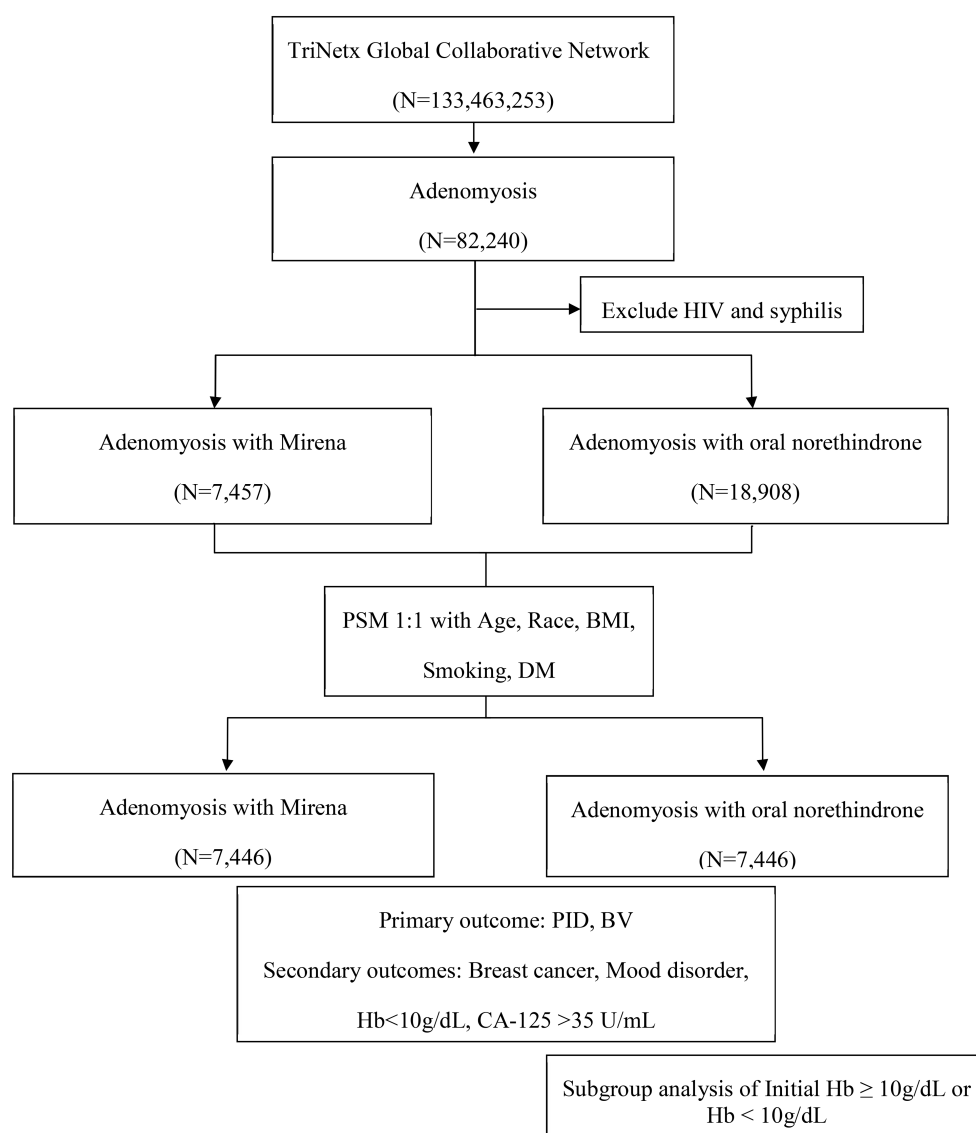 TriNetx Global Collaborative Network
(N=133,463,253)
Adenomyosis
(N=82,240)
Exclude HIV and syphilis
Adenomyosis with Mirena
(N=7,457)
Adenomyosis with oral norethindrone
(N=18,908)
PSM 1:1 with Age, Race, BMI,
Smoking, DM
Adenomyosis with Mirena
(N=7,446)
Adenomyosis with oral norethindrone
(N=7,446)
Primary outcome: PID, BV
Secondary outcomes: Breast cancer, Mood disorder,
Hb<10g/dL, CA-125 >35 U/mL
Subgroup analysis of Initial Hb ≥ 10g/dL or
Hb < 10g/dL